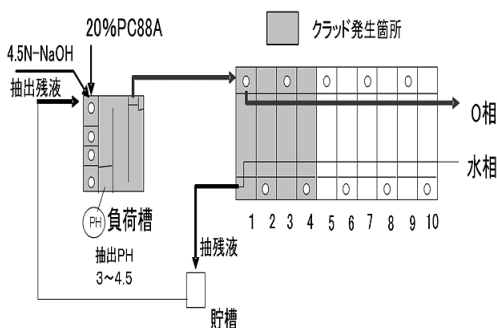 20%PC88A
クラッド発生箇所
4.5N-NaOH
抽出残液
O相
水相
PH
負荷槽
抽出PH
3～4.5
1 2 3 4 5 6 7 8 9 10
抽残液
貯槽